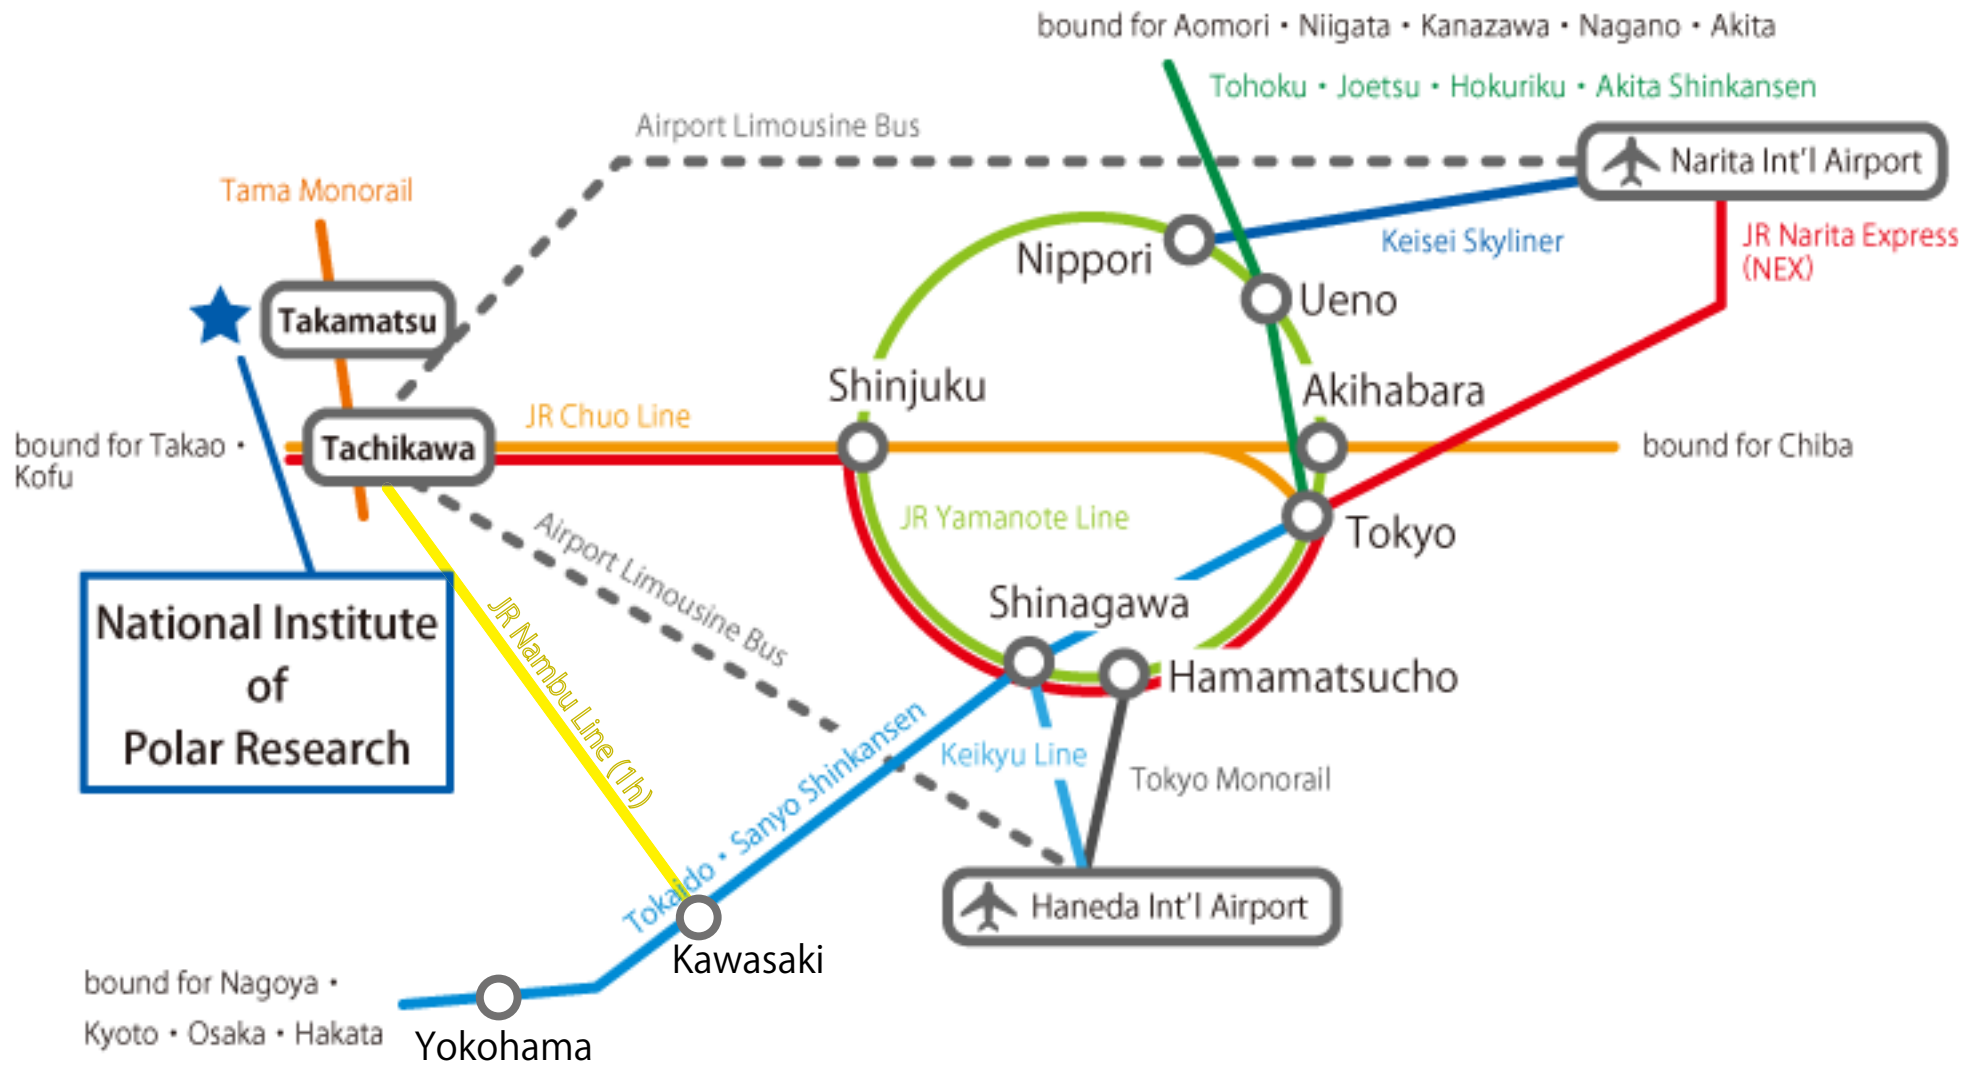 bound for Aomori・Niigata・Kanazawa・Nagano・Akita
Tohoku・Joetsu・Hokuriku・Akita Shinkansen
Airport Limousine Bus
Narita Int'l Airport
Tama Monorail
Nippori
Keisei Skyliner
JR Narita Express
(NEX)
Takamatsu
Ueno
Shinjuku
Akihabara
JR Chuo Line
bound for Takao・
Kofu
Tachikawa
bound for Chiba
JR Yamanote Line
Tokyo
Airport Limousine Bus
JR Nambu Line (1h)
National Institute
of
Polar Research
Shinagawa
Hamamatsucho
Tokaido・Sanyo Shinkansen
Keikyu Line
Tokyo Monorail
Haneda Int'l Airport
Kawasaki
bound for Nagoya・
Kyoto・Osaka・Hakata
Yokohama